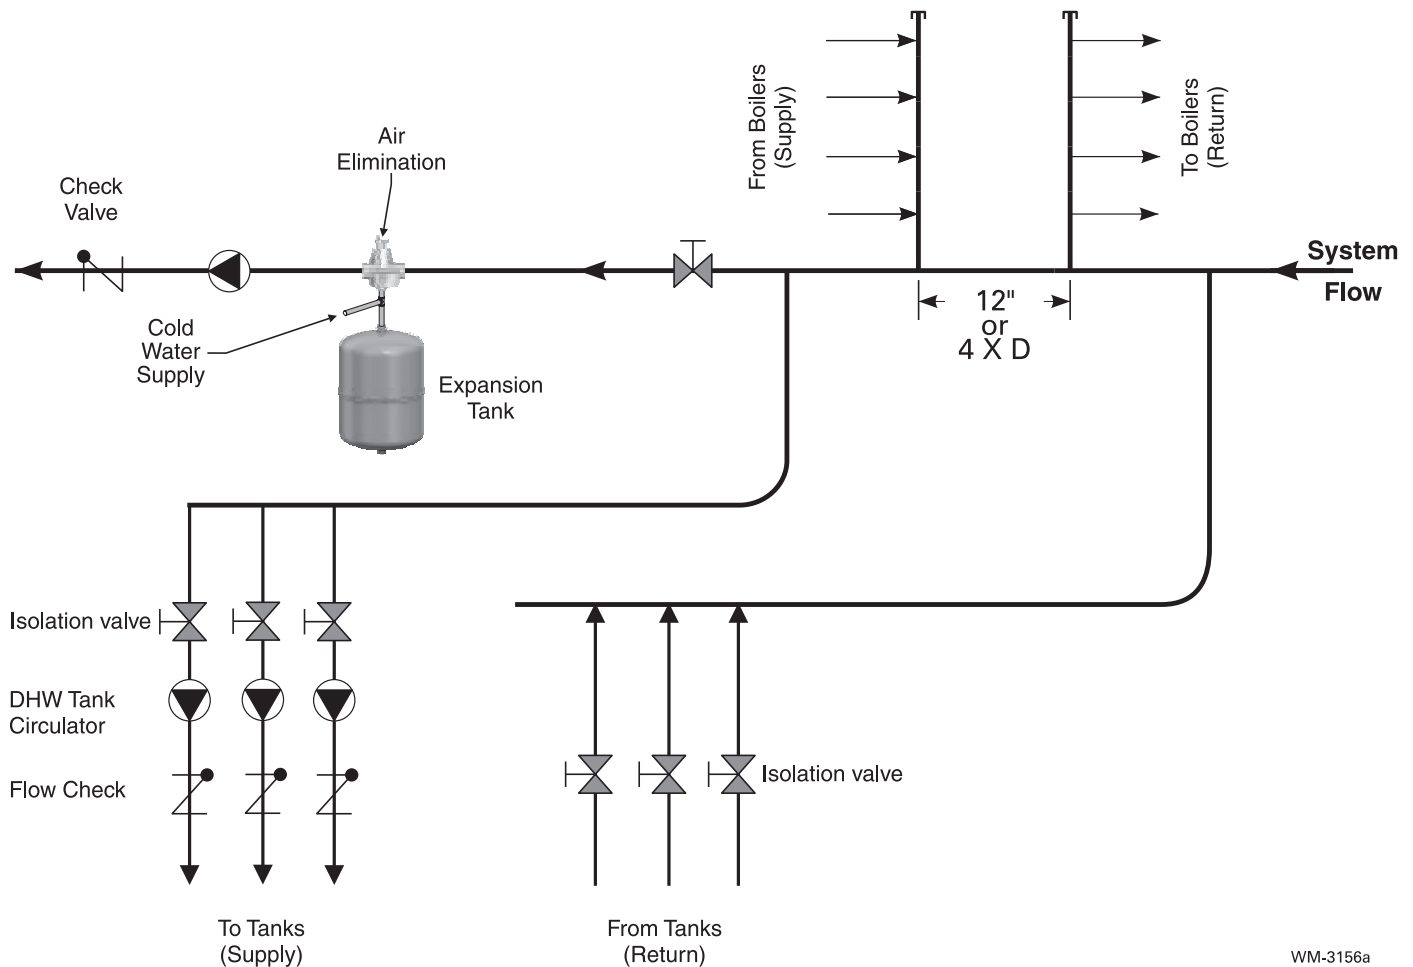 From Boilers
(Supply)
To Boilers
(Return)
Air
Elimination
Check
Valve
System
Flow
12"
or
4 X D
Cold
Water
Supply
Expansion
Tank
Isolation valve
DHW Tank
Circulator
Flow Check
Isolation valve
To Tanks
(Supply)
From Tanks
(Return)
WM-3156a